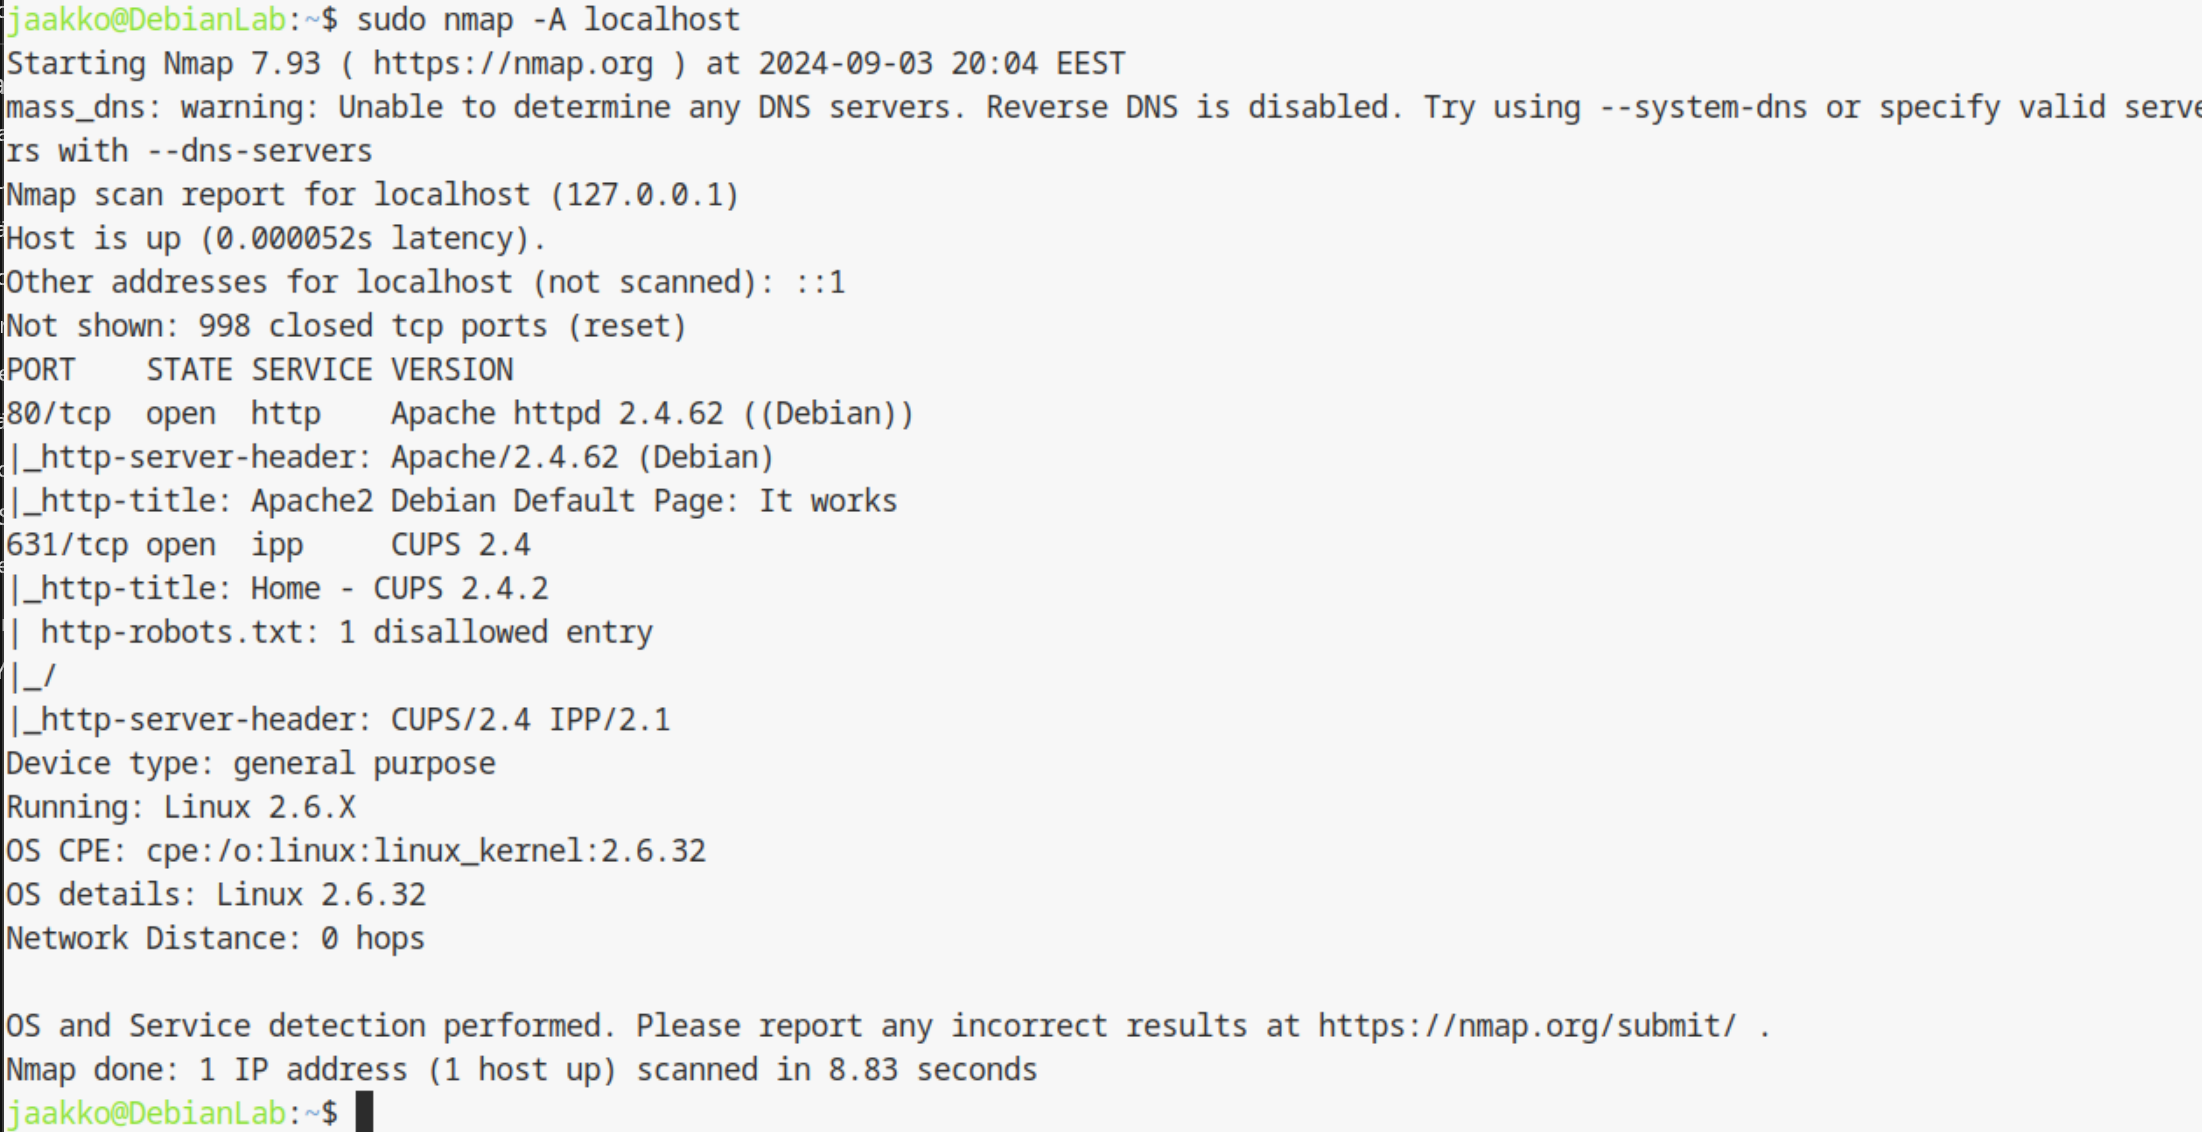 jaakko@DebianLab:~$ sudo nmap -A localhost
Starting Nmap 7.93 ( https://nmap.org ) at 2024-09-03 20:04 EEST
mass_dns: warning: Unable to determine any DNS servers. Reverse DNS is disabled. Try using --system-dns or specify valid serve
rs with --dns-servers
Nmap scan report for localhost (127.0.0.1)
Host is up (0.000052s latency).
Other addresses for localhost (not scanned): ::1
Not shown: 998 closed tcp ports (reset)
PORT    STATE SERVICE VERSION
80/tcp  open  http    Apache httpd 2.4.62 ((Debian))
|_http-server-header: Apache/2.4.62 (Debian)
|_http-title: Apache2 Debian Default Page: It works
631/tcp open  ipp     CUPS 2.4
|_http-title: Home - CUPS 2.4.2
| http-robots.txt: 1 disallowed entry
|_/
|_http-server-header: CUPS/2.4 IPP/2.1
Device type: general purpose
Running: Linux 2.6.X
OS CPE: cpe:/o:linux:linux_kernel:2.6.32
OS details: Linux 2.6.32
Network Distance: 0 hops
OS and Service detection performed. Please report any incorrect results at https://nmap.org/submit/ .
Nmap done: 1 IP address (1 host up) scanned in 8.83 seconds
jaakko@DebianLab:~$